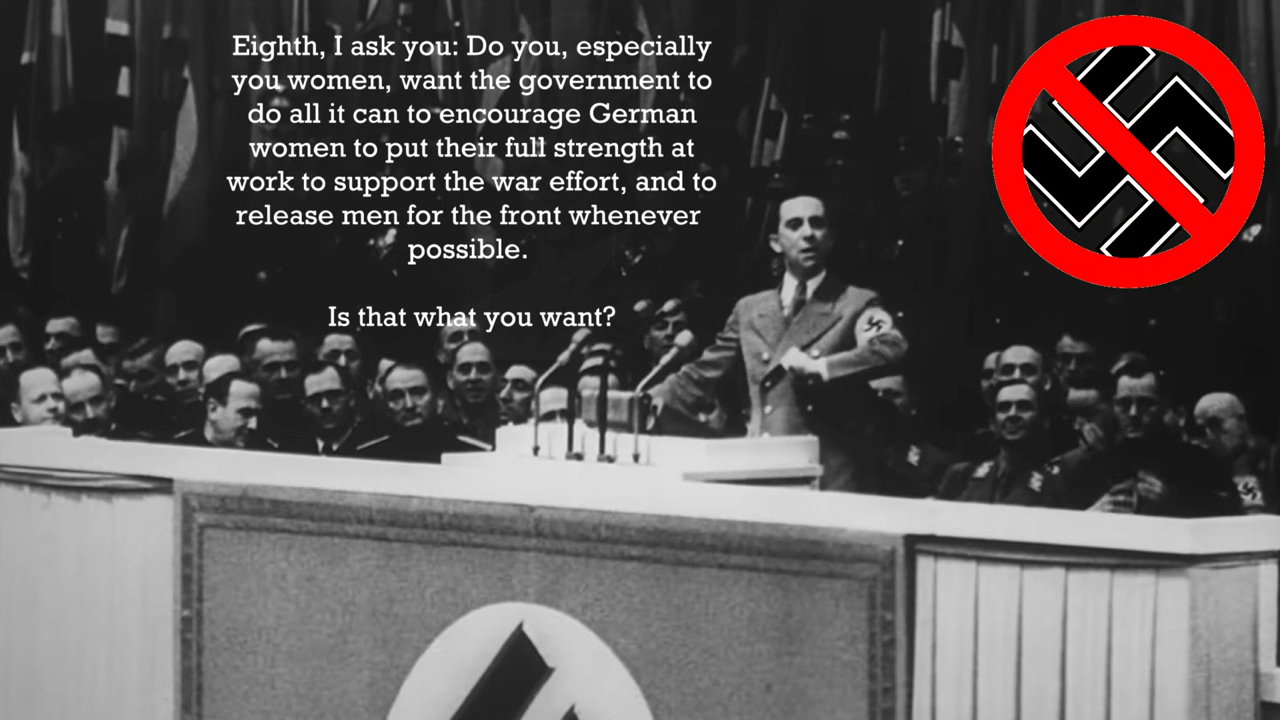 Eighth, I ask you: Do you, especially
you women, want the government to
do all it can to encourage German
women to put their full strength at
work to support the war effort, and to
release men for the front whenever
possible.
Is that what you want?